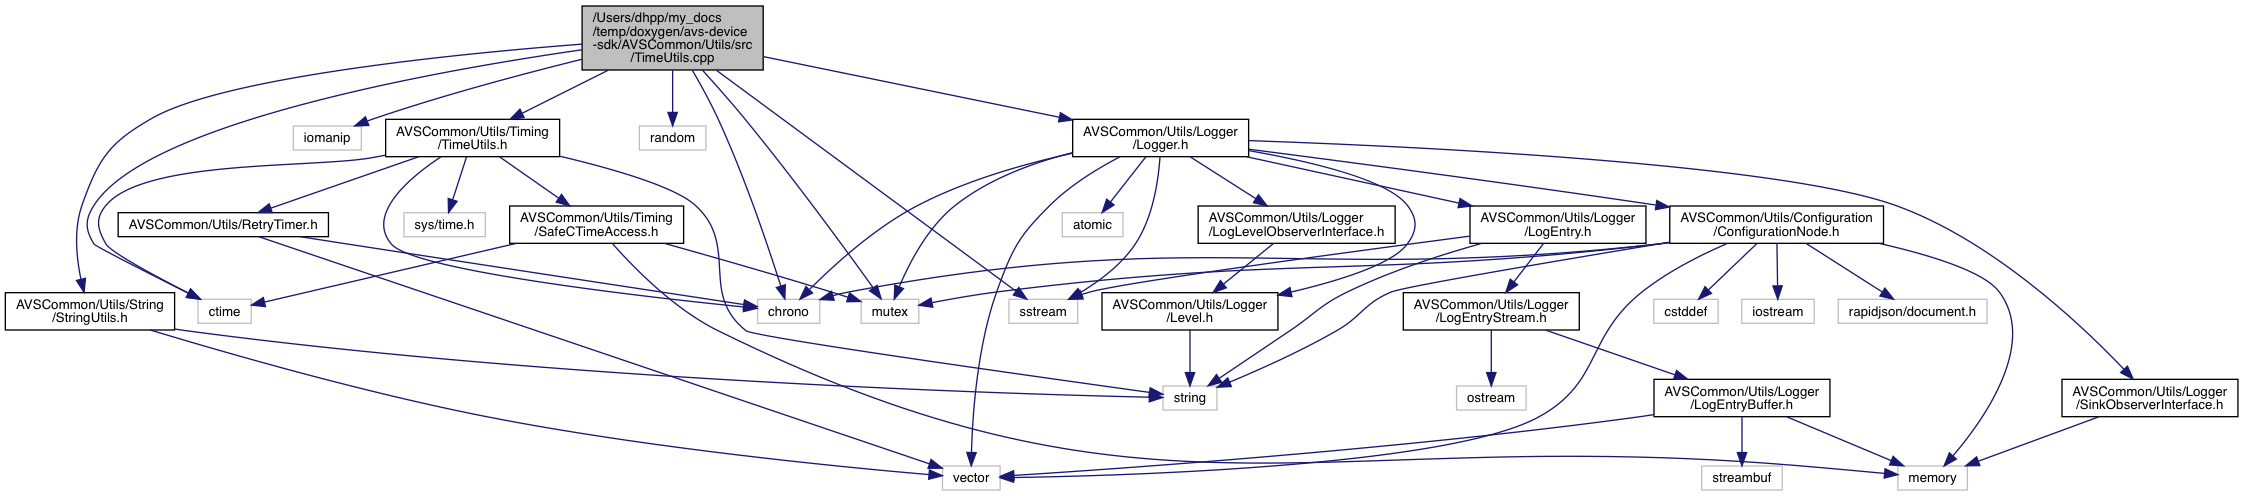 /Users/dhpp/my_docs
/temp/doxygen/avs-device
-sdk/AVSCommon/Utils/src
/TimeUtils.cpp
iomanip
AVSCommon/Utils/Timing
/TimeUtils.h
random
AVSCommon/Utils/Logger
/Logger.h
AVSCommon/Utils/RetryTimer.h
sys/time.h
AVSCommon/Utils/Timing
/SafeCTimeAccess.h
atomic
AVSCommon/Utils/Logger
/LogLevelObserverInterface.h
AVSCommon/Utils/Logger
/LogEntry.h
AVSCommon/Utils/Configuration
/ConfigurationNode.h
AVSCommon/Utils/String
/StringUtils.h
ctime
chrono
mutex
sstream
AVSCommon/Utils/Logger
/Level.h
AVSCommon/Utils/Logger
/LogEntryStream.h
cstddef
iostream
rapidjson/document.h
string
ostream
AVSCommon/Utils/Logger
/LogEntryBuffer.h
AVSCommon/Utils/Logger
/SinkObserverInterface.h
vector
streambuf
memory